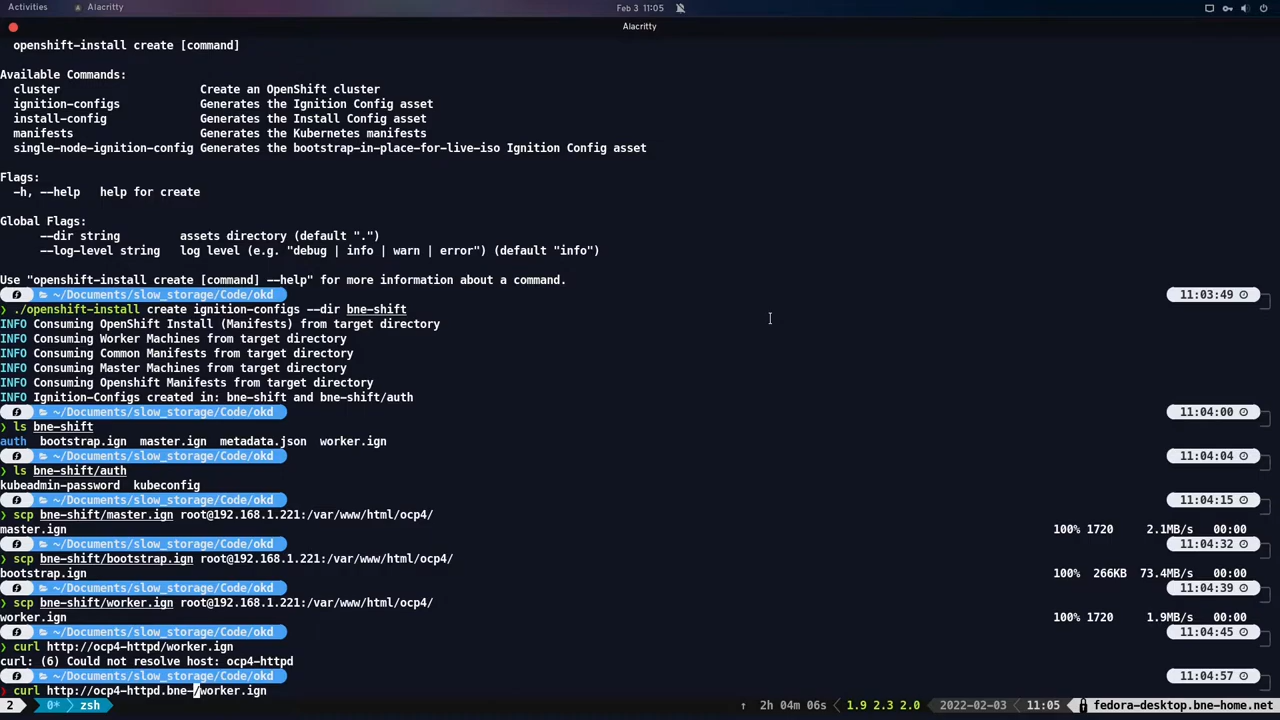 Activities Alacritty Feb 3 11:05
Alacritty
openshift-install create [command]
Available Commands:
cluster Create an OpenShift cluster
ignition-configs Generates the Ignition Config asset
install-config Generates the Install Config asset
manifests Generates the Kubernetes manifests
single-node-ignition-config Generates the bootstrap-in-place-for-live-iso Ignition Config asset
Flags:
-h, --help help for create
Global Flags:
--dir string assets directory (default ".")
--log-level string log level (e.g. "debug | info | warn | error") (default "info")
Use "openshift-install create [command] --help" for more information about a command.
~/Documents/slow_storage/Code/okd 11:03:49
❯ ./openshift-install create ignition-configs --dir bne-shift
INFO Consuming OpenShift Install (Manifests) from target directory
INFO Consuming Worker Machines from target directory
INFO Consuming Common Manifests from target directory
INFO Consuming Master Machines from target directory
INFO Consuming Openshift Manifests from target directory
INFO Ignition-Configs created in: bne-shift and bne-shift/auth
~/Documents/slow_storage/Code/okd 11:04:00
❯ ls bne-shift
auth bootstrap.ign master.ign metadata.json worker.ign
~/Documents/slow_storage/Code/okd 11:04:04
❯ ls bne-shift/auth
kubeadmin-password kubeconfig
~/Documents/slow_storage/Code/okd 11:04:15
❯ scp bne-shift/master.ign root@192.168.1.221:/var/www/html/ocp4/
master.ign 100% 1720 2.1MB/s 00:00
~/Documents/slow_storage/Code/okd 11:04:32
❯ scp bne-shift/bootstrap.ign root@192.168.1.221:/var/www/html/ocp4/
bootstrap.ign 100% 266KB 73.4MB/s 00:00
~/Documents/slow_storage/Code/okd 11:04:39
❯ scp bne-shift/worker.ign root@192.168.1.221:/var/www/html/ocp4/
worker.ign 100% 1720 1.9MB/s 00:00
~/Documents/slow_storage/Code/okd 11:04:45
❯ curl http://ocp4-httpd/worker.ign
curl: (6) Could not resolve host: ocp4-httpd
~/Documents/slow_storage/Code/okd 11:04:57
❯ curl http://ocp4-httpd.bne-/worker.ign
2 0* zsh ↑ 2h 04m 06s 1.9 2.3 2.0 2022-02-03 11:05 fedora-desktop.bne-home.net